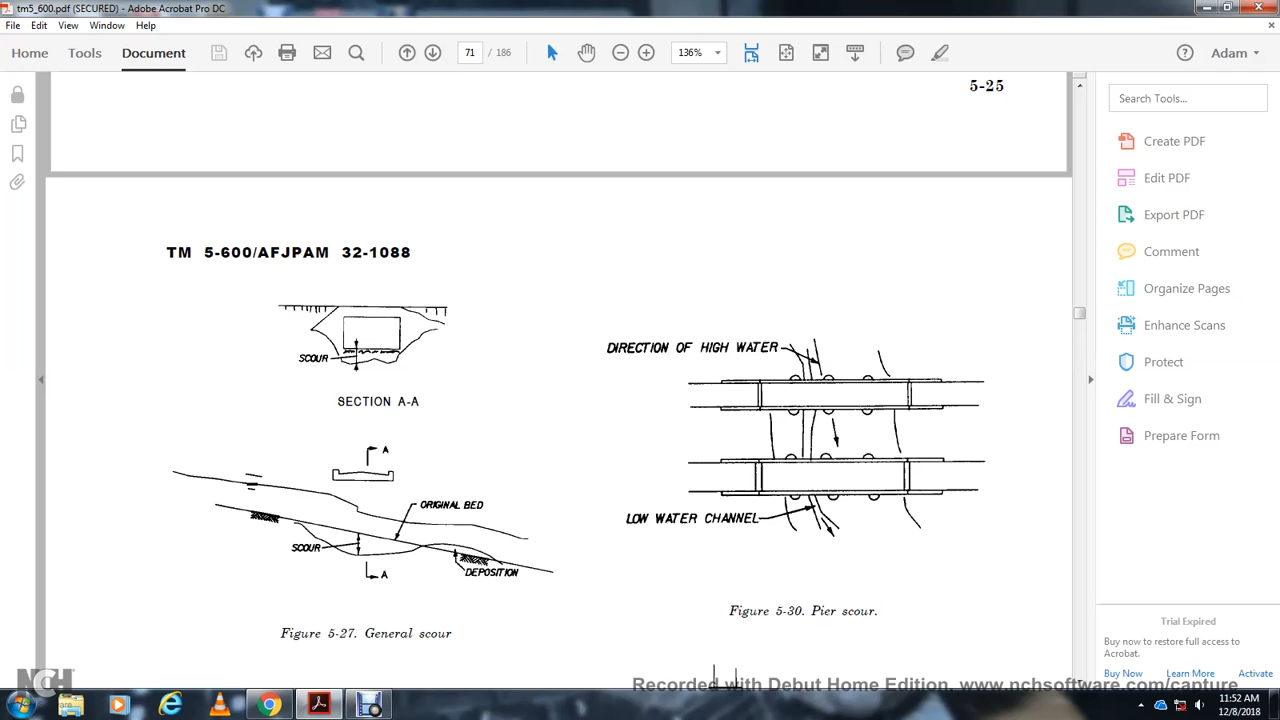 tm5_600.pdf (SECURED) - Adobe Acrobat Pro DC
File Edit View Window Help
Home Tools Document 71 / 186 136% Adam
5-25
Search Tools...
Create PDF
Edit PDF
Export PDF
Comment
Organize Pages
Enhance Scans
Protect
Fill & Sign
Prepare Form
TM 5-600/AFJPAM 32-1088
SCOUR
SECTION A-A
A
ORIGINAL BED
SCOUR
A
DEPOSITION
Figure 5-27. General scour
DIRECTION OF HIGH WATER
LOW WATER CHANNEL
Figure 5-30. Pier scour.
Trial Expired
Buy now to restore full access to
Acrobat.
Buy Now Activate
NCH
Recorded with Debut Home Edition. www.nchsoftware.com/capture
11:52 AM
12/8/2018